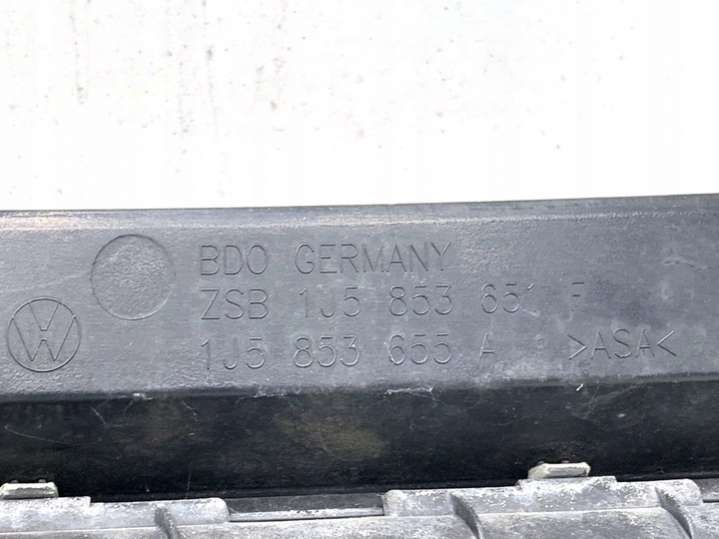 BDO GERMANY
ZSB 1J5 853 651 F
1J5 853 655 A >ASA<